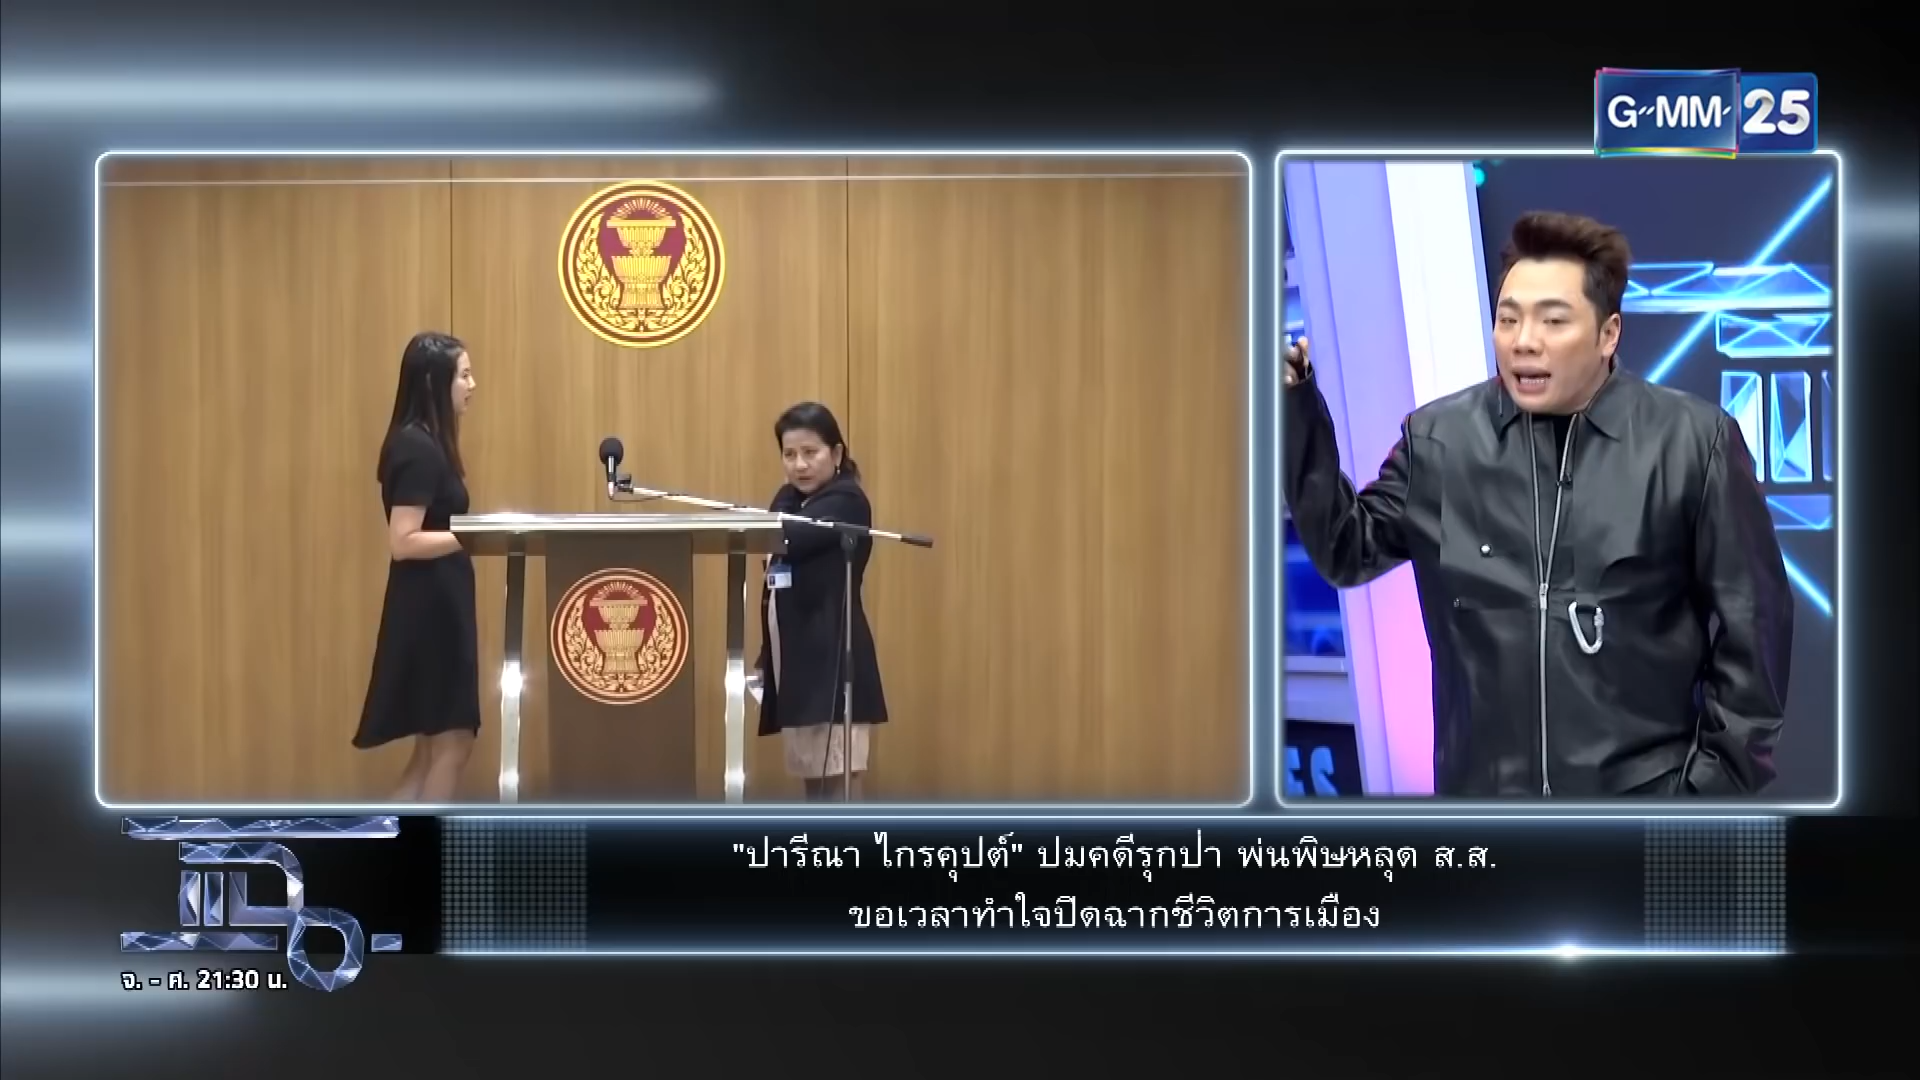 G"MM' 25
"ปารีณา ไกรคุปต์" ปมคดีรุกป่า พ่นพิษหลุด ส.ส.
ขอเวลาทำใจปิดฉากชีวิตการเมือง
แฉ
จ. - ศ. 21:30 น.